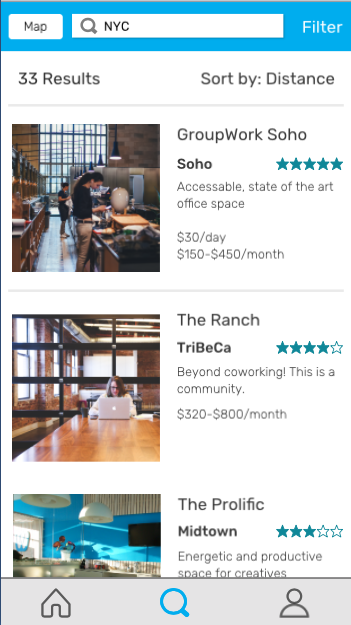 Map
NYC
Filter
33 Results
Sort by: Distance
GroupWork Soho
Soho
Accessable, state of the art
office space
$30/day
$150-$450/month
The Ranch
TriBeCa
Beyond coworking! This is a
community.
$320-$800/month
The Prolific
Midtown
Energetic and productive
space for creatives